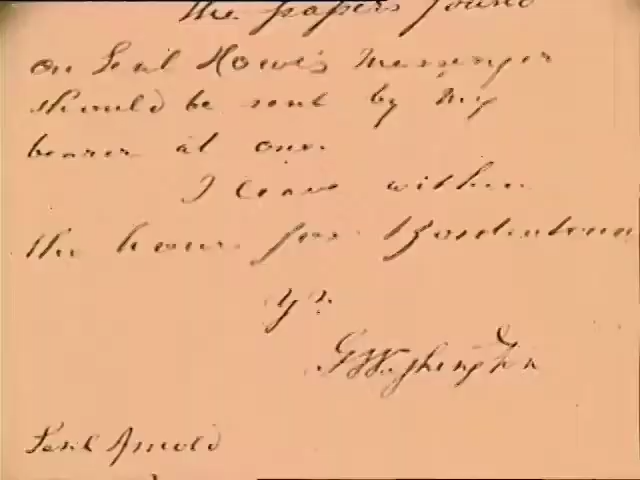 The papers found
on Genl Howe's messenger
should be sent by my
bearer at once.
I leave within
the hour for Bordentown
Yrs
G Washington
Genl Arnold